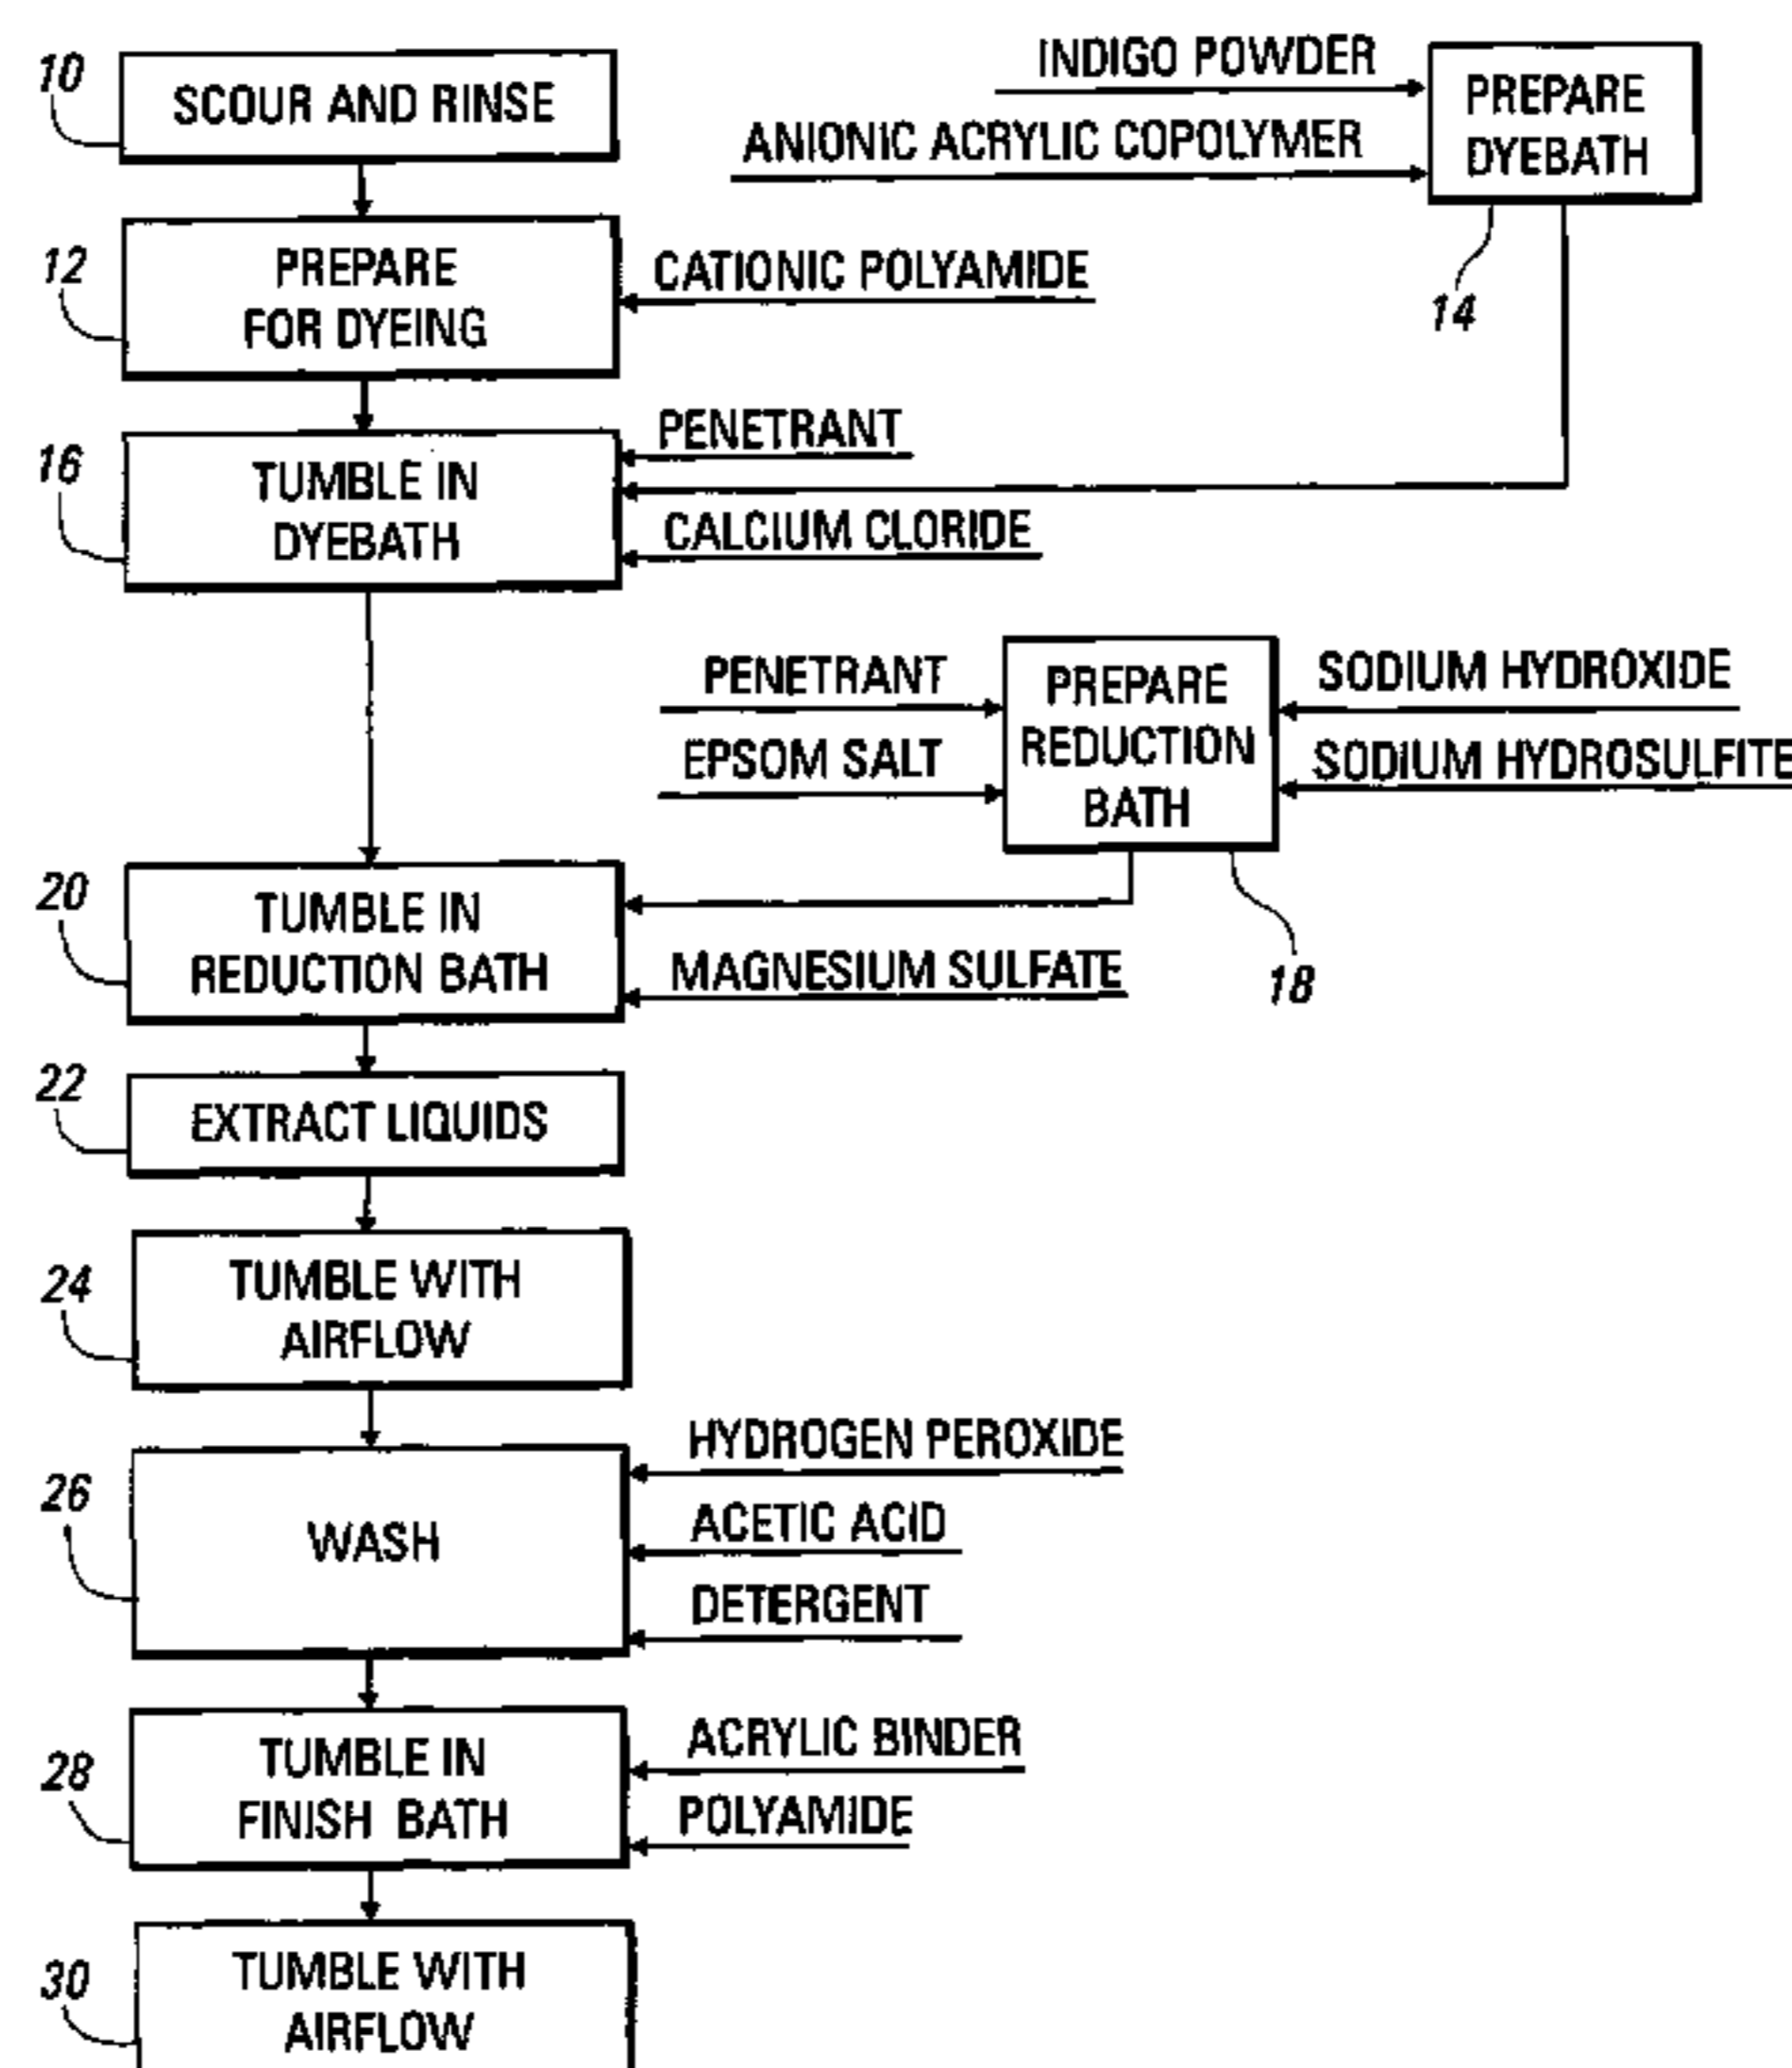 10
SCOUR AND RINSE
INDIGO POWDER
ANIONIC ACRYLIC COPOLYMER
PREPARE
DYEBATH
14
12
PREPARE
FOR DYEING
CATIONIC POLYAMIDE
16
TUMBLE IN
DYEBATH
PENETRANT
CALCIUM CLORIDE
PENETRANT
EPSOM SALT
PREPARE
REDUCTION
BATH
SODIUM HYDROXIDE
SODIUM HYDROSULFITE
18
20
TUMBLE IN
REDUCTION BATH
MAGNESIUM SULFATE
22
EXTRACT LIQUIDS
24
TUMBLE WITH
AIRFLOW
26
WASH
HYDROGEN PEROXIDE
ACETIC ACID
DETERGENT
28
TUMBLE IN
FINISH BATH
ACRYLIC BINDER
POLYAMIDE
30
TUMBLE WITH
AIRFLOW